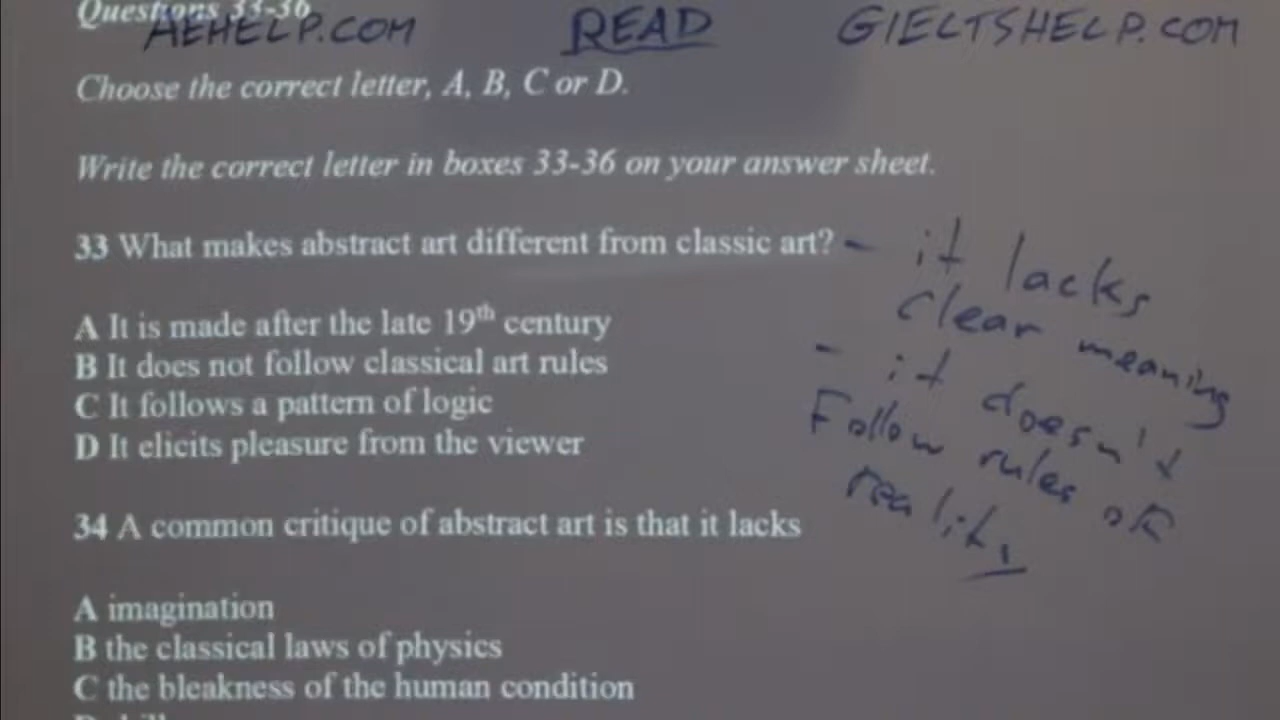 Questions 33-36
AEHELP.COM READ GIELTSHELP.COM
Choose the correct letter, A, B, C or D.
Write the correct letter in boxes 33-36 on your answer sheet.
33 What makes abstract art different from classic art? - it lacks
clear meaning
A It is made after the late 19th century
B It does not follow classical art rules
C It follows a pattern of logic
D It elicits pleasure from the viewer
- it doesn't
Follow rules of
reality
34 A common critique of abstract art is that it lacks
A imagination
B the classical laws of physics
C the bleakness of the human condition